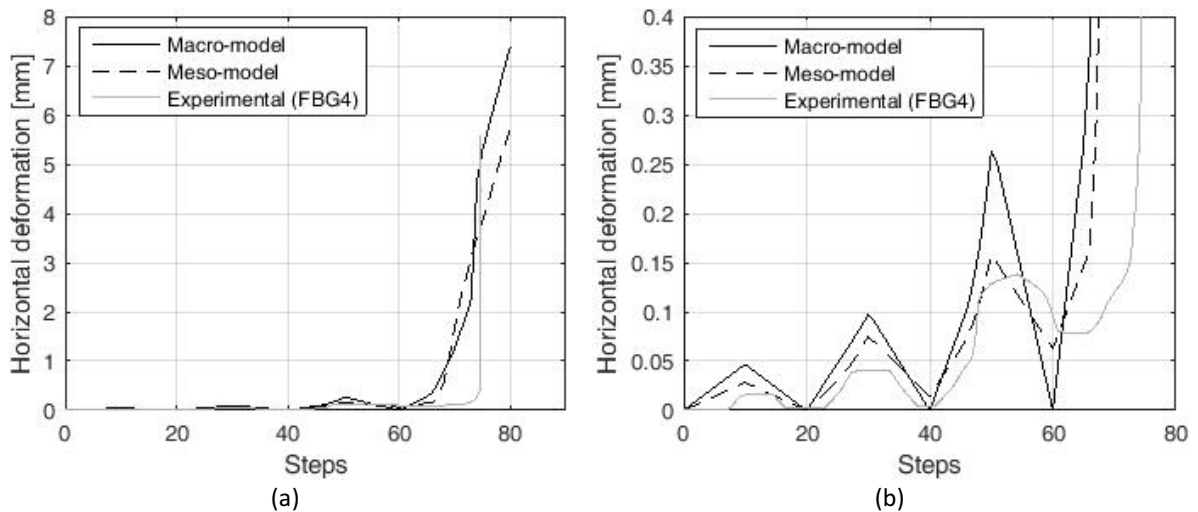 8
7
6
5
4
3
2
1
0
Horizontal deformation [mm]
Macro-model
Meso-model
Experimental (FBG4)
0
20
40
60
80
Steps
(a)
0.4
0.35
0.3
0.25
0.2
0.15
0.1
0.05
0
Horizontal deformation [mm]
Macro-model
Meso-model
Experimental (FBG4)
0
20
40
60
80
Steps
(b)